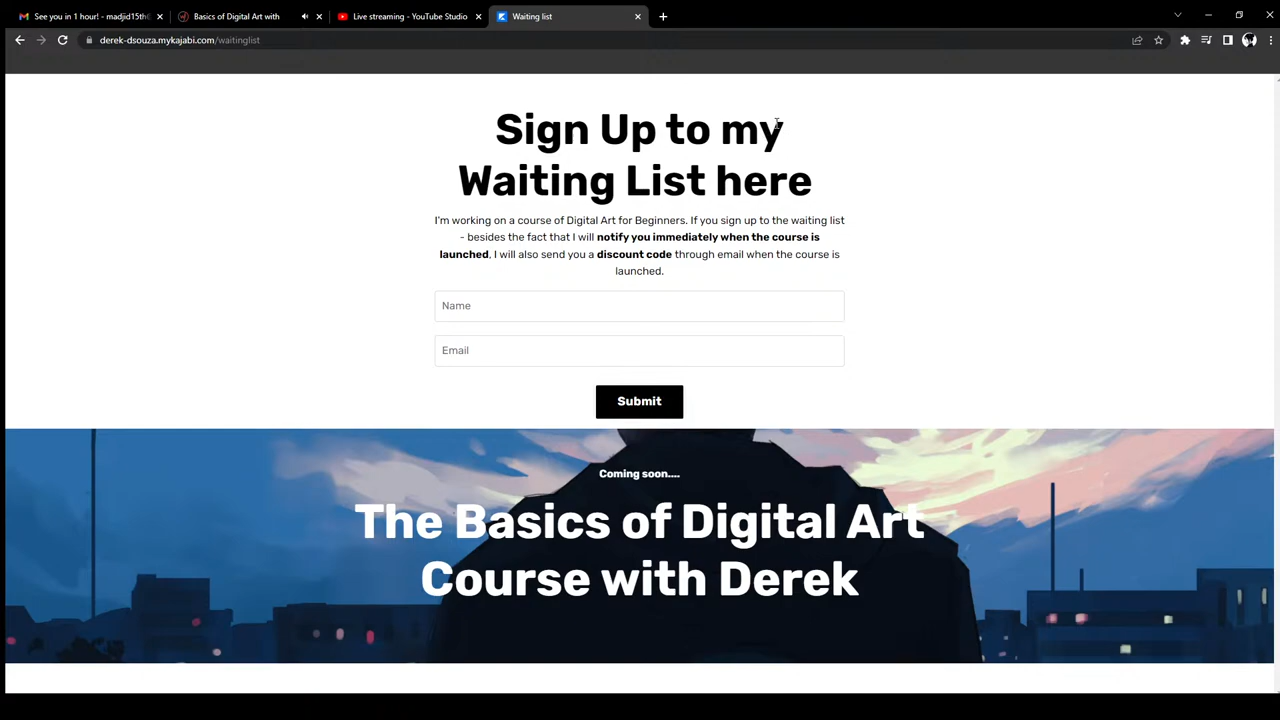 See you in 1 hour! - madjid15th@
Basics of Digital Art with
Live streaming - YouTube Studio
Waiting list
derek-dsouza.mykajabi.com/waitinglist
Sign Up to my
Waiting List here
I'm working on a course of Digital Art for Beginners. If you sign up to the waiting list
- besides the fact that I will notify you immediately when the course is
launched, I will also send you a discount code through email when the course is
launched.
Name
Email
Submit
Coming soon....
The Basics of Digital Art
Course with Derek